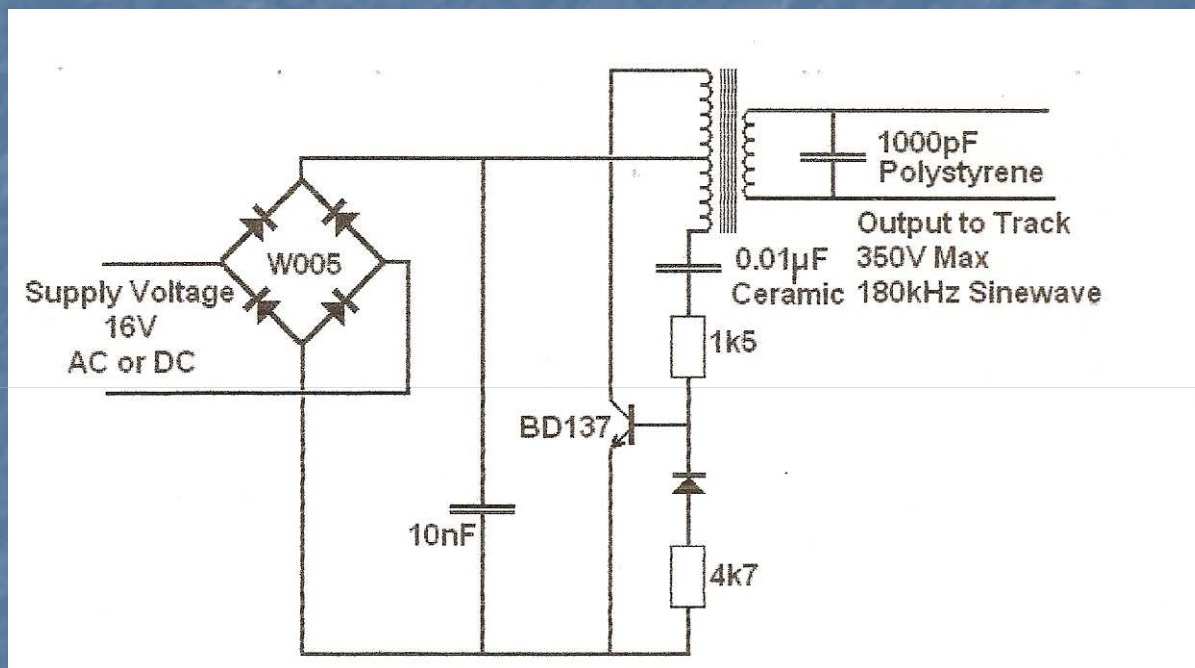 1000pF
Polystyrene
W005
Output to Track
350V Max
180kHz Sinewave
0.01µF
Ceramic
Supply Voltage
16V
AC or DC
1k5
BD137
10nF
4k7